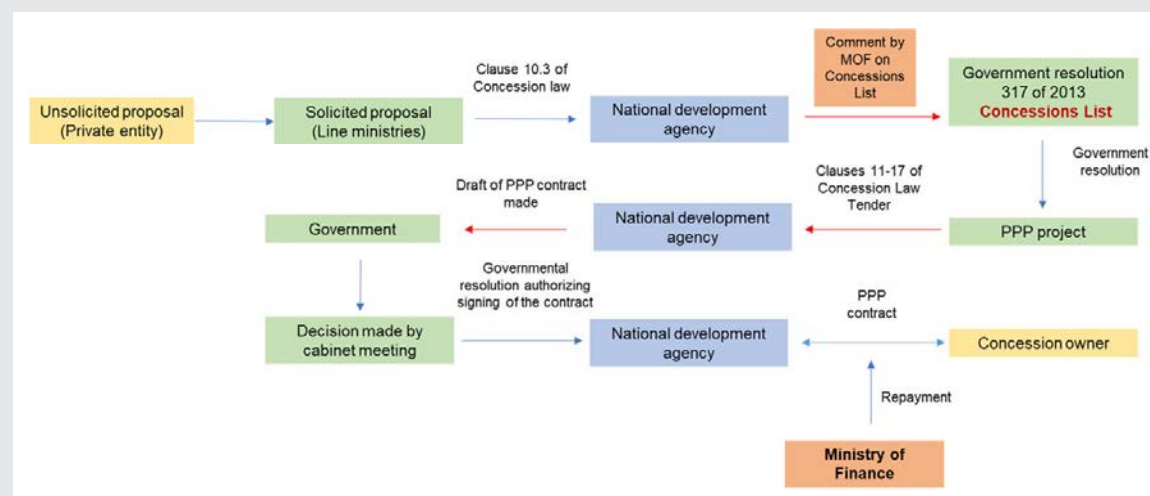 Unsolicited proposal
(Private entity)
Solicited proposal
(Line ministries)
Clause 10.3 of
Concession law
National development
agency
Comment by
MOF on
Concessions
List
Government resolution
317 of 2013
Concessions List
Government
resolution
PPP project
Clauses 11-17 of
Concession Law
Tender
National development
agency
Draft of PPP contract
made
Government
Decision made by
cabinet meeting
Governmental
resolution authorizing
signing of the contract
National development
agency
PPP
contract
Concession owner
Repayment
Ministry of
Finance